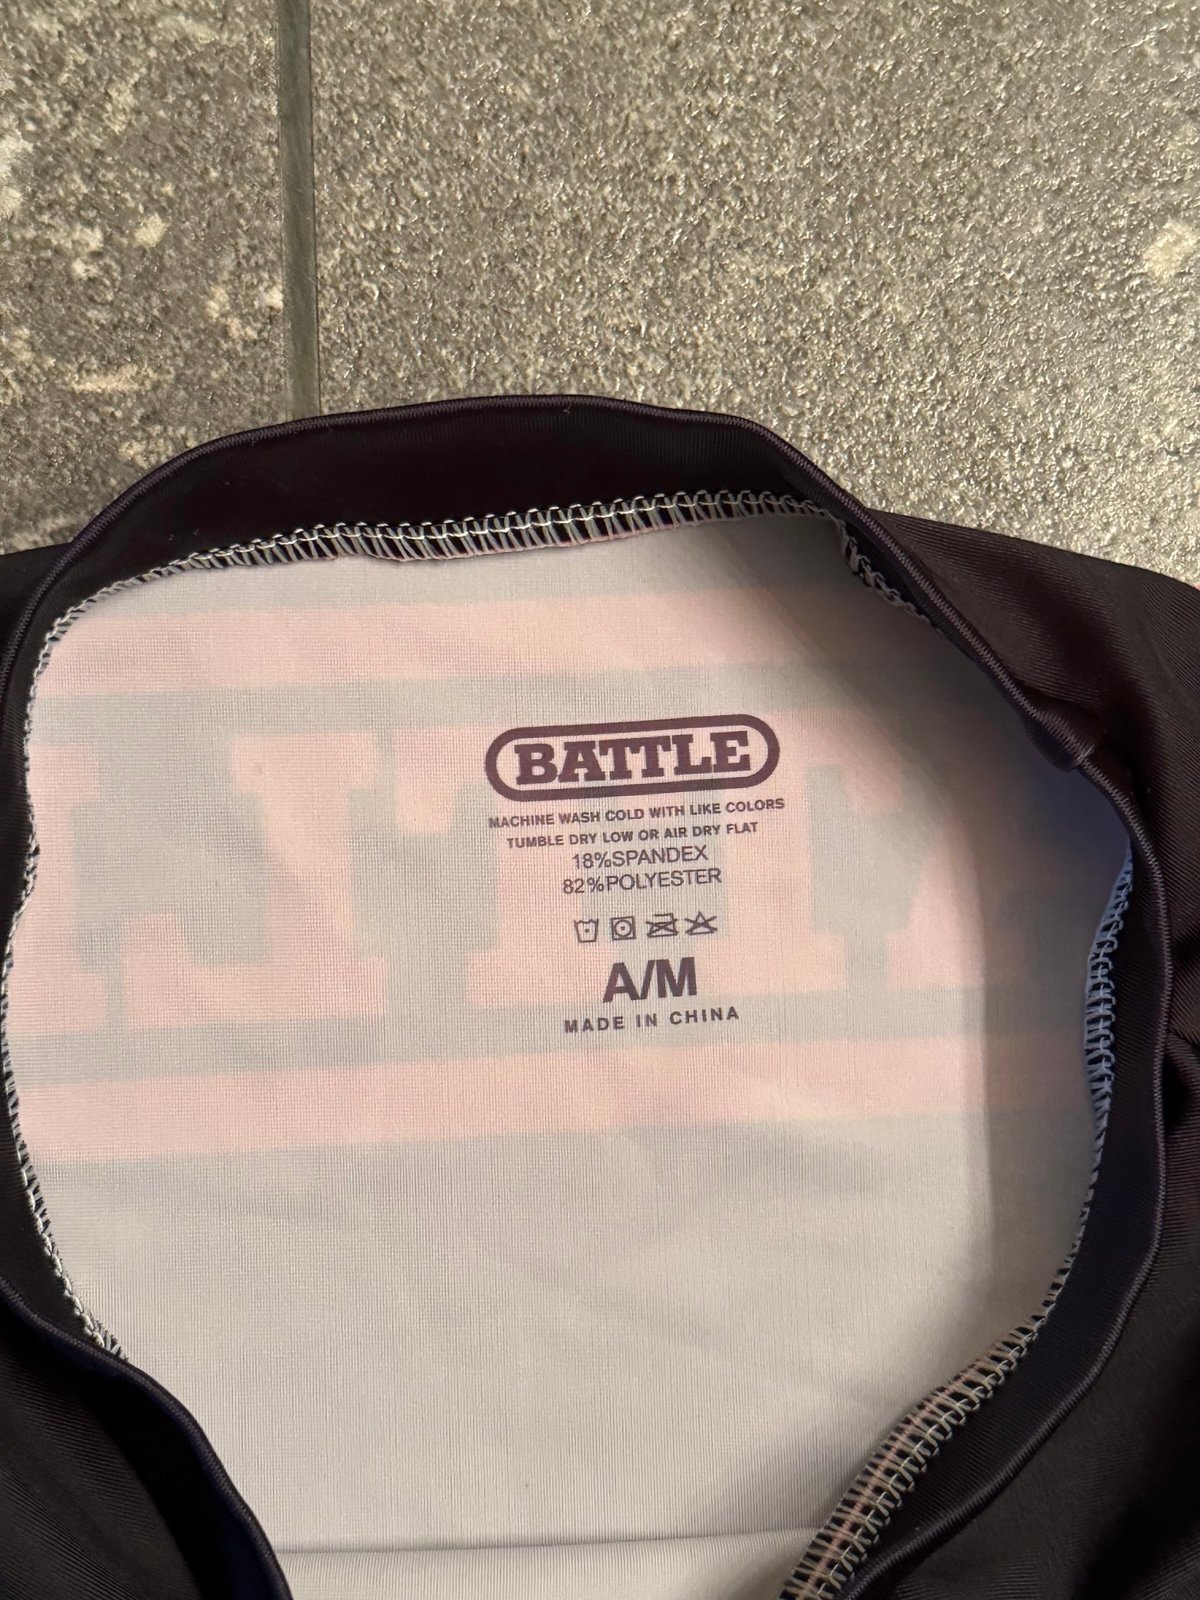 BATTLE
MACHINE WASH COLD WITH LIKE COLORS
TUMBLE DRY LOW OR AIR DRY FLAT
18%SPANDEX
82%POLYESTER
A/M
MADE IN CHINA